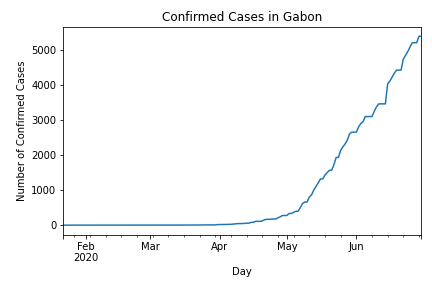 Confirmed Cases in Gabon
Number of Confirmed Cases
5000
4000
3000
2000
1000
0
Feb Mar Apr May Jun
2020
Day